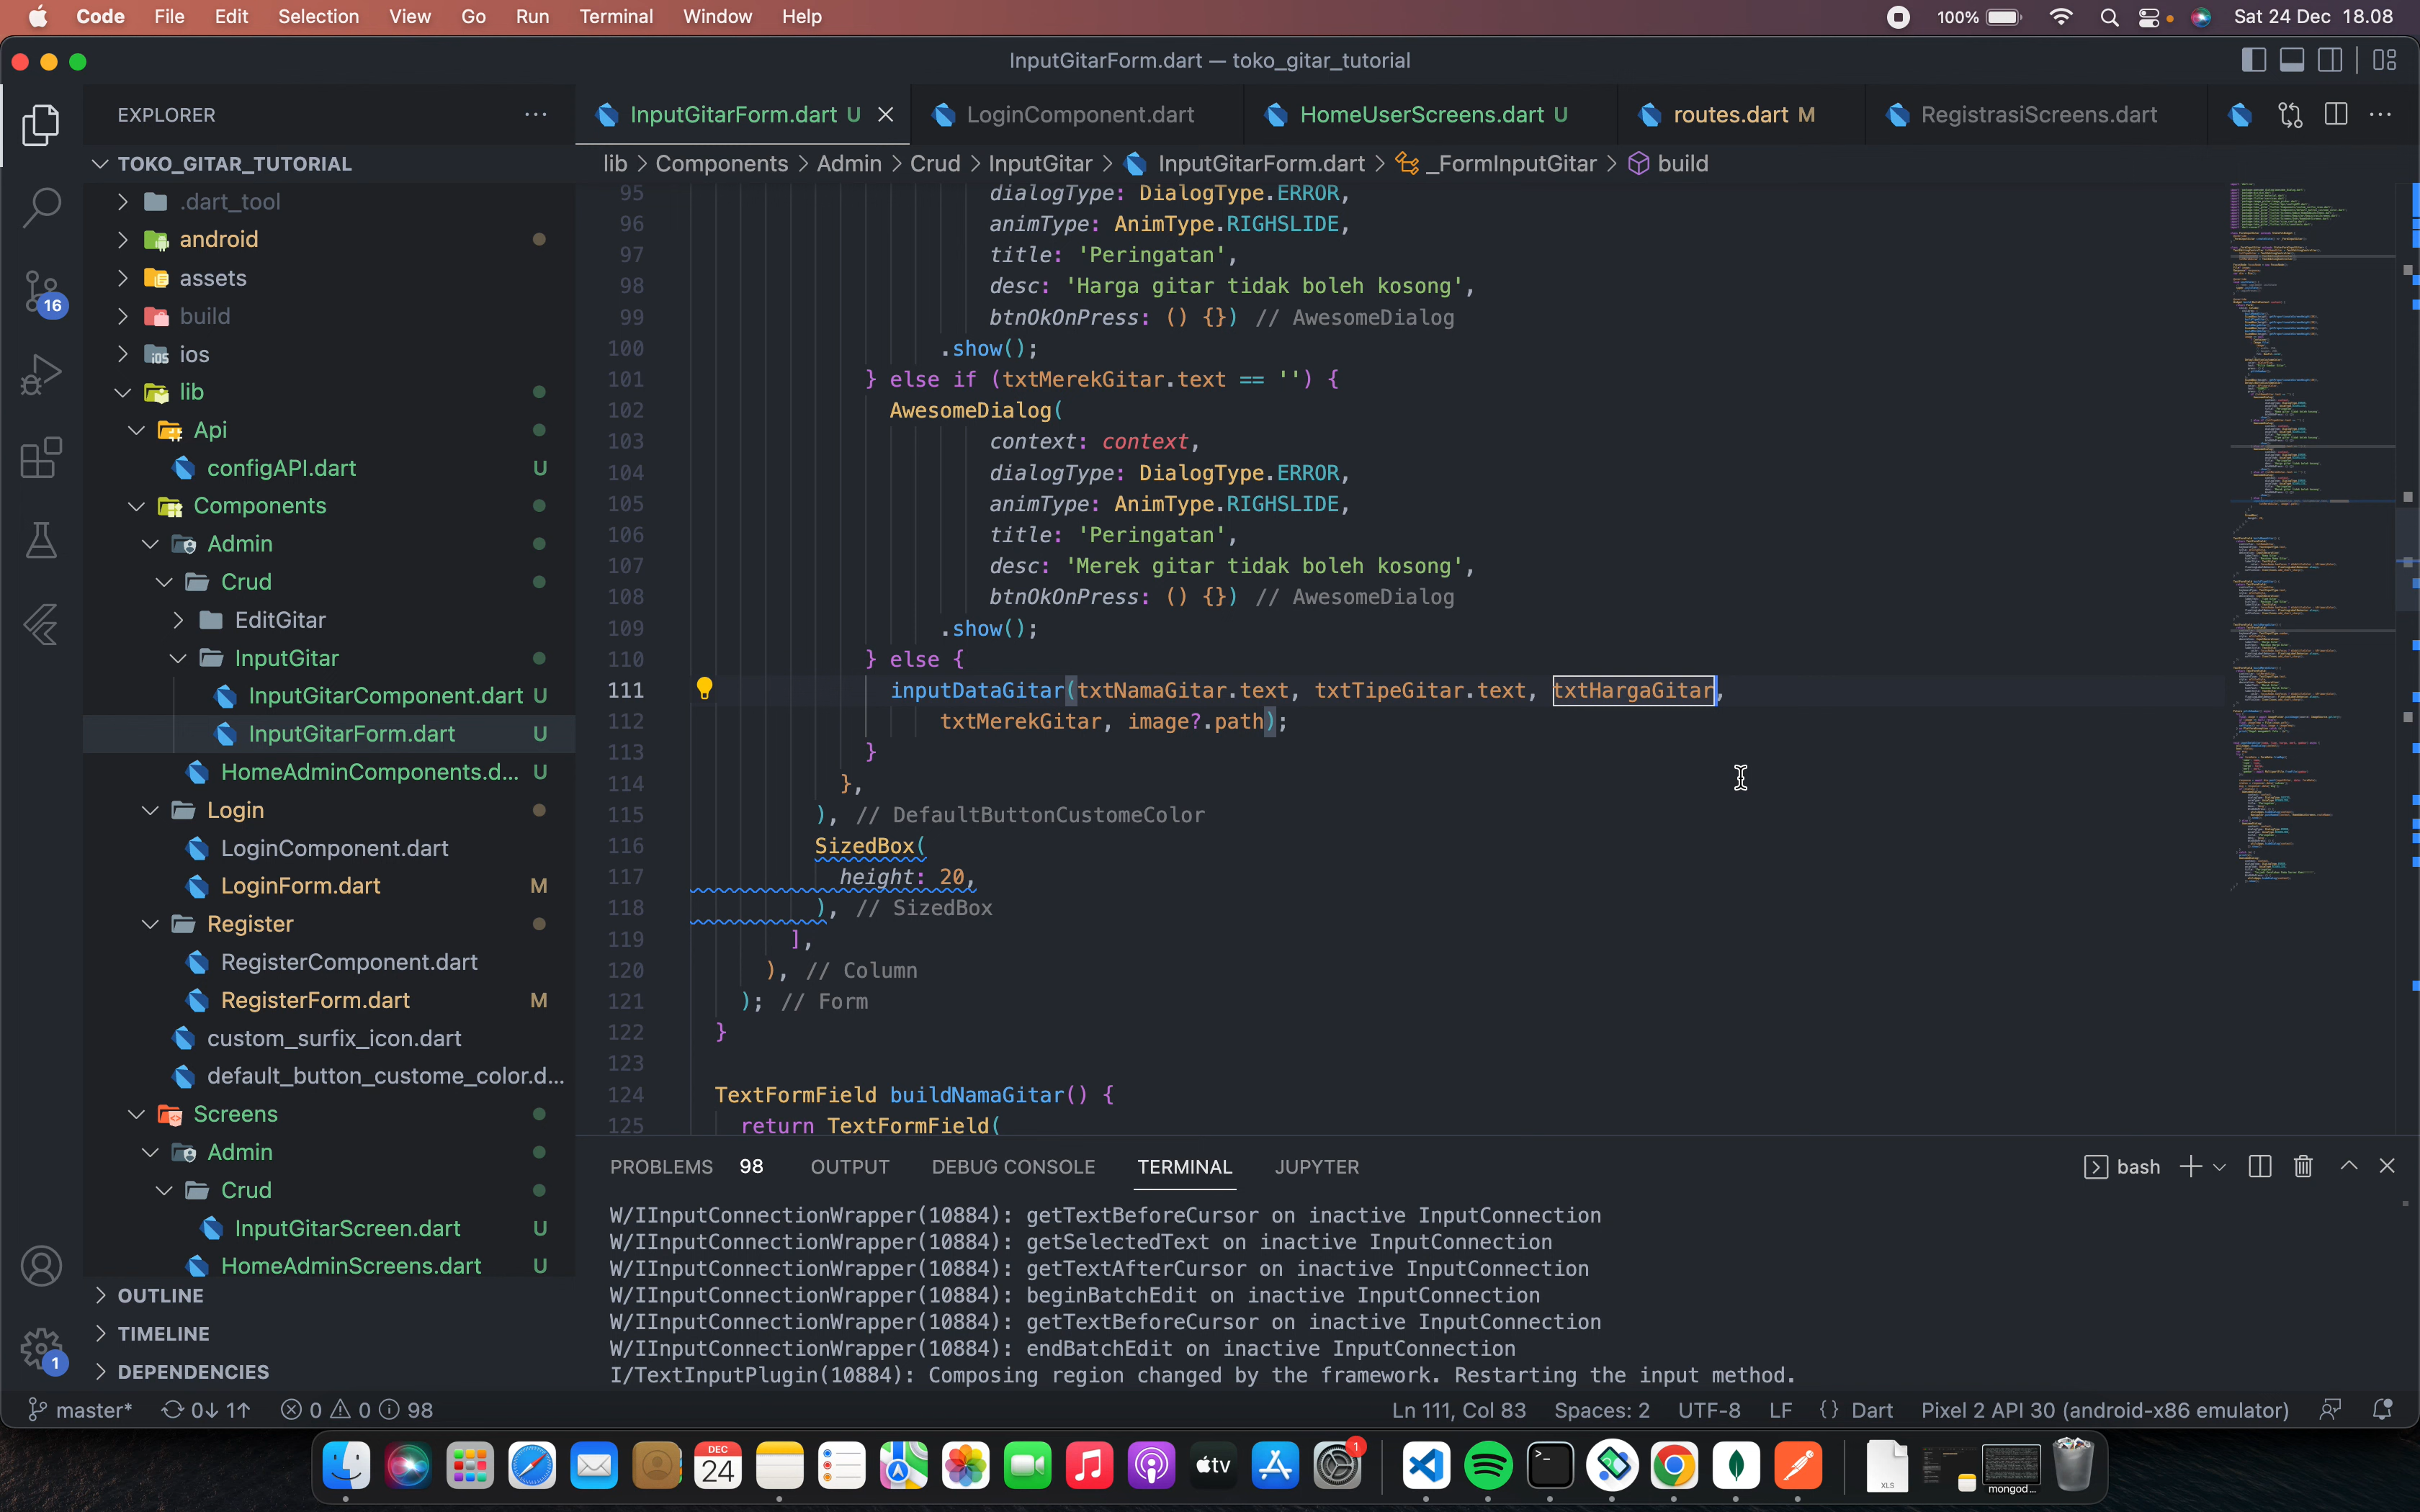 Code File Edit Selection View Go Run Terminal Window Help
100% Sat 24 Dec 18.08
InputGitarForm.dart — toko_gitar_tutorial
EXPLORER
InputGitarForm.dart U
LoginComponent.dart
HomeUserScreens.dart U
routes.dart M
RegistrasiScreens.dart
lib > Components > Admin > Crud > InputGitar > InputGitarForm.dart > _FormInputGitar > build
16
1
TOKO_GITAR_TUTORIAL
.dart_tool
android
assets
build
ios
lib
Api
configAPI.dart U
Components
Admin
Crud
EditGitar
InputGitar
InputGitarComponent.dart U
InputGitarForm.dart U
HomeAdminComponents.d... U
Login
LoginComponent.dart
LoginForm.dart M
Register
RegisterComponent.dart
RegisterForm.dart M
custom_surfix_icon.dart
default_button_custome_color.d...
Screens
Admin
Crud
InputGitarScreen.dart U
HomeAdminScreens.dart U
OUTLINE
TIMELINE
DEPENDENCIES
95 dialogType: DialogType.ERROR,
96 animType: AnimType.RIGHSLIDE,
97 title: 'Peringatan',
98 desc: 'Harga gitar tidak boleh kosong',
99 btnOkOnPress: () {}) // AwesomeDialog
100 .show();
101 } else if (txtMerekGitar.text == '') {
102 AwesomeDialog(
103 context: context,
104 dialogType: DialogType.ERROR,
105 animType: AnimType.RIGHSLIDE,
106 title: 'Peringatan',
107 desc: 'Merek gitar tidak boleh kosong',
108 btnOkOnPress: () {}) // AwesomeDialog
109 .show();
110 } else {
111 inputDataGitar(txtNamaGitar.text, txtTipeGitar.text, txtHargaGitar,
112 txtMerekGitar, image?.path);
113 }
114 },
115 ), // DefaultButtonCustomeColor
116 SizedBox(
117 height: 20,
118 ), // SizedBox
119 ],
120 ), // Column
121 ); // Form
122 }
123
124 TextFormField buildNamaGitar() {
125 return TextFormField(
PROBLEMS 98 OUTPUT DEBUG CONSOLE TERMINAL JUPYTER
bash
W/IInputConnectionWrapper(10884): getTextBeforeCursor on inactive InputConnection
W/IInputConnectionWrapper(10884): getSelectedText on inactive InputConnection
W/IInputConnectionWrapper(10884): getTextAfterCursor on inactive InputConnection
W/IInputConnectionWrapper(10884): beginBatchEdit on inactive InputConnection
W/IInputConnectionWrapper(10884): getTextBeforeCursor on inactive InputConnection
W/IInputConnectionWrapper(10884): endBatchEdit on inactive InputConnection
I/TextInputPlugin(10884): Composing region changed by the framework. Restarting the input method.
master* 0↓ 1↑ 0 0 98
Ln 111, Col 83 Spaces: 2 UTF-8 LF {} Dart Pixel 2 API 30 (android-x86 emulator)
DEC
24
tv
1
XLS
mongod...